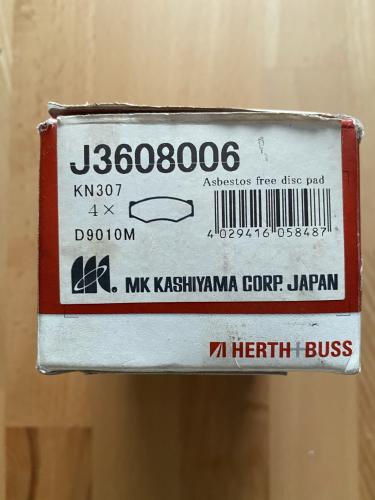 J3608006
KN307
Asbestos free disc pad
4×
D9010M
4 029416 058487
MK KASHIYAMA CORP. JAPAN
HERTH+BUSS